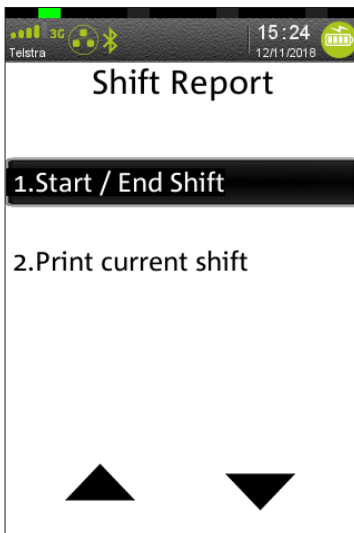 3G
15:24
Telstra
12/11/2018
Shift Report
1.Start / End Shift
2.Print current shift